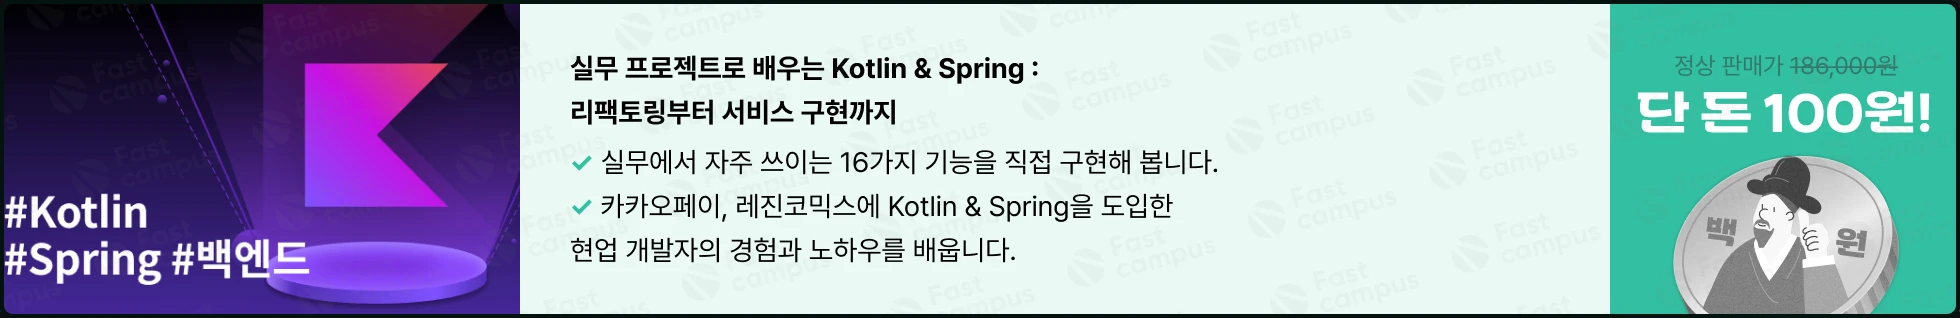 #Kotlin
#Spring #백엔드
실무 프로젝트로 배우는 Kotlin & Spring :
리팩토링부터 서비스 구현까지
✓ 실무에서 자주 쓰이는 16가지 기능을 직접 구현해 봅니다.
✓ 카카오페이, 레진코믹스에 Kotlin & Spring을 도입한
현업 개발자의 경험과 노하우를 배웁니다.
정상 판매가 186,000원
단 돈 100원!
백 원
Fast campus